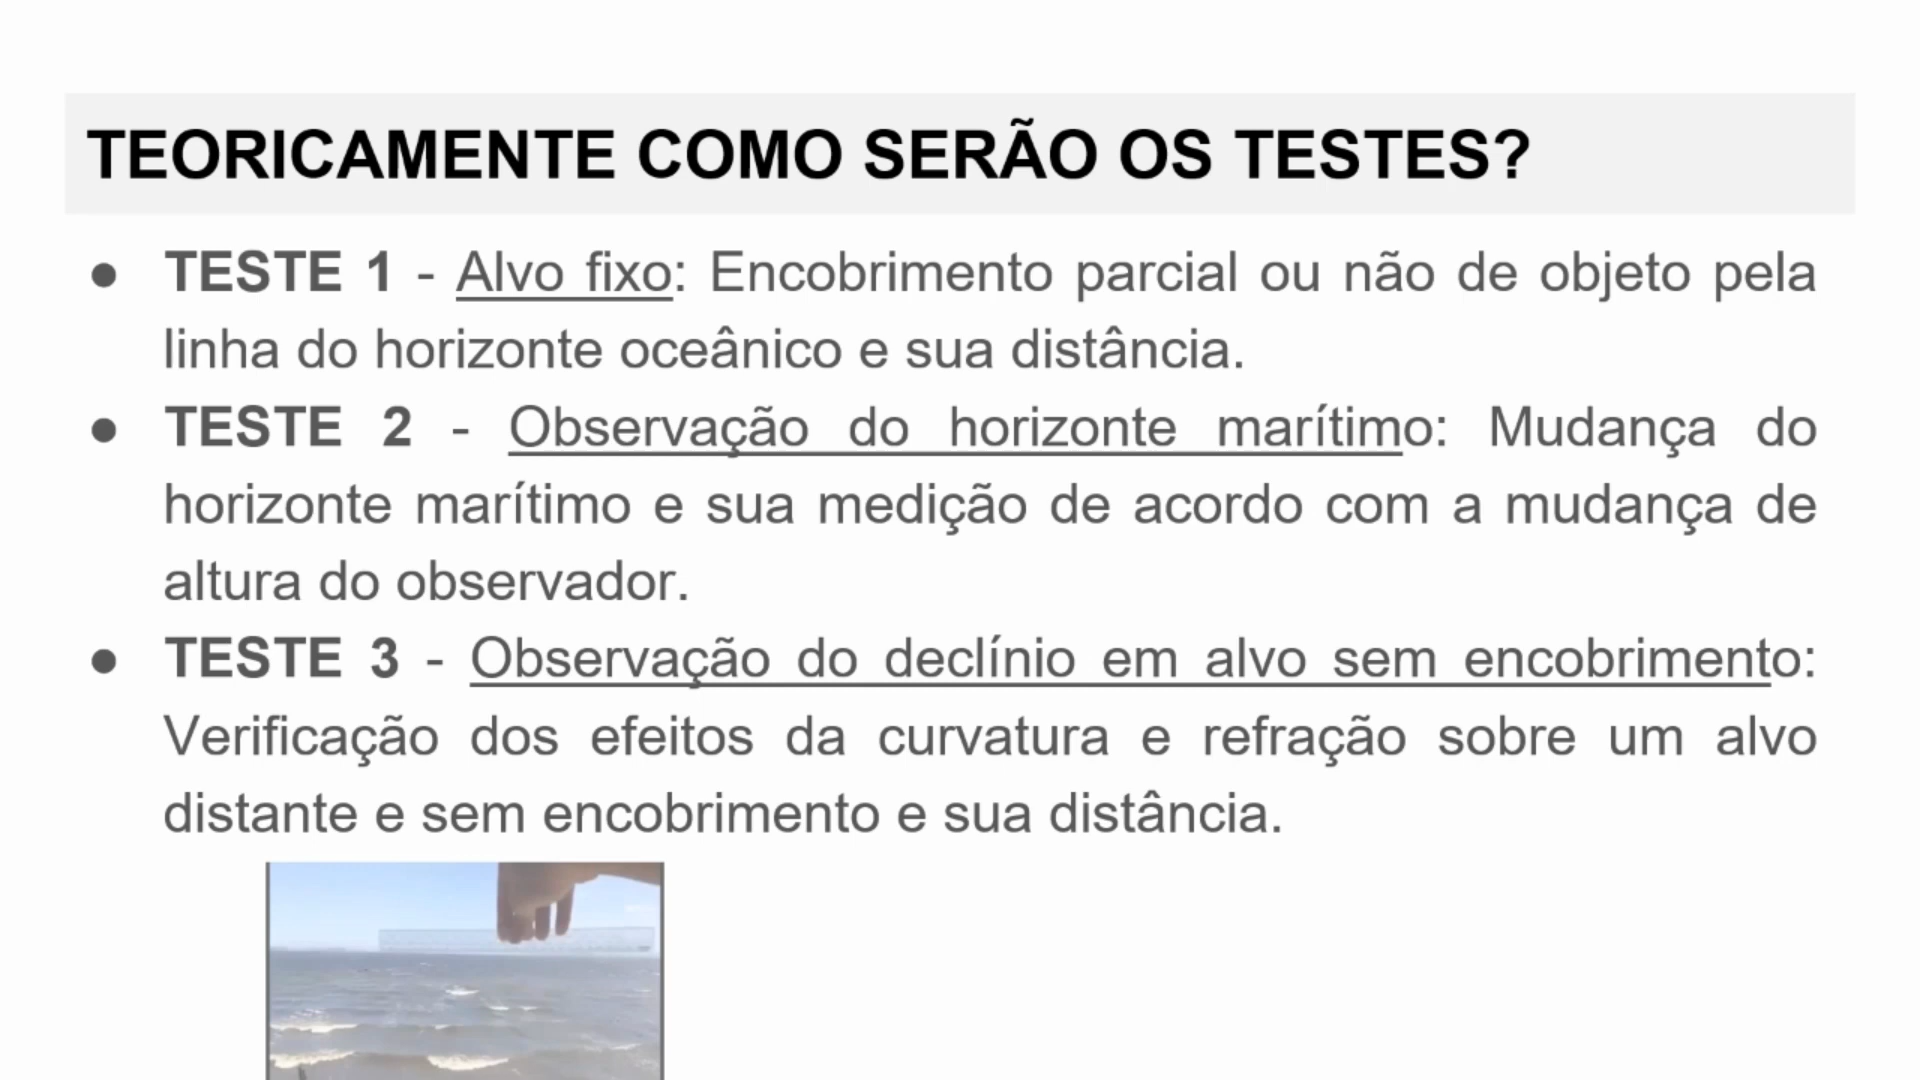 TEORICAMENTE COMO SERÃO OS TESTES?
● TESTE 1 - Alvo fixo: Encobrimento parcial ou não de objeto pela
linha do horizonte oceânico e sua distância.
● TESTE 2 - Observação do horizonte marítimo: Mudança do
horizonte marítimo e sua medição de acordo com a mudança de
altura do observador.
● TESTE 3 - Observação do declínio em alvo sem encobrimento:
Verificação dos efeitos da curvatura e refração sobre um alvo
distante e sem encobrimento e sua distância.